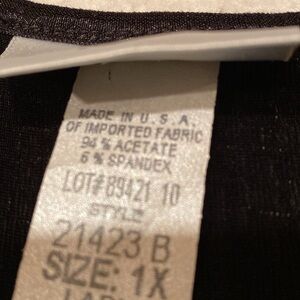 MADE IN U.S.A.
OF IMPORTED FABRIC
94% ACETATE
6% SPANDEX
LOT#89421 10
STYLE
21423 B
SIZE: 1X